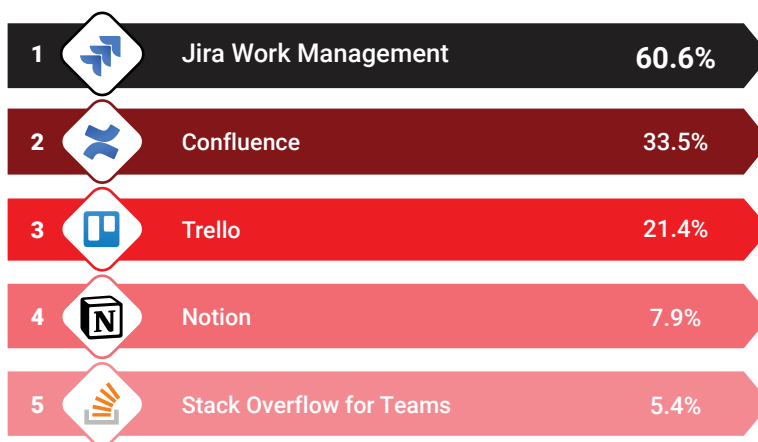 1 Jira Work Management 60.6%
2 Confluence 33.5%
3 Trello 21.4%
4 N Notion 7.9%
5 Stack Overflow for Teams 5.4%